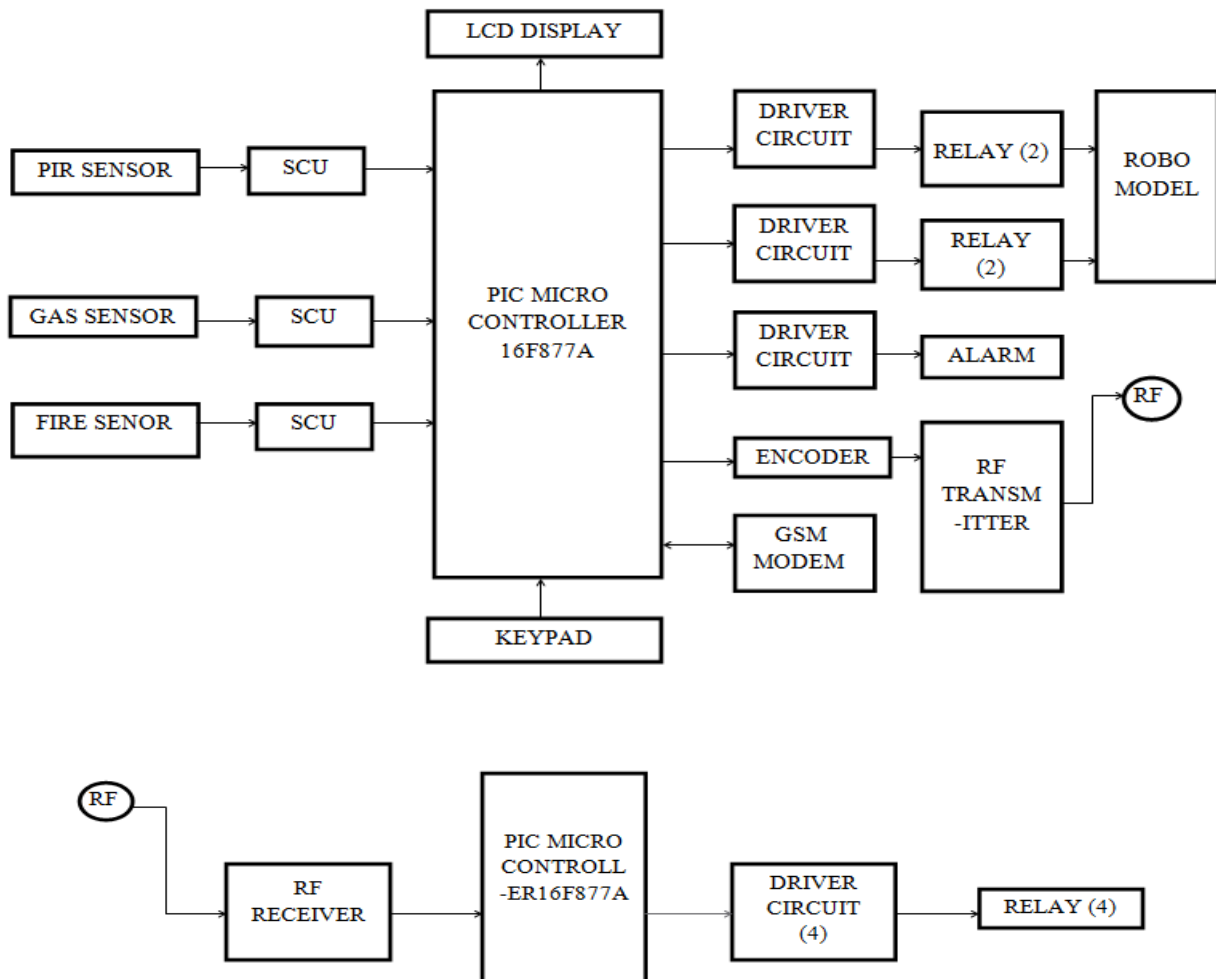 LCD DISPLAY
PIR SENSOR
SCU
GAS SENSOR
SCU
FIRE SENOR
SCU
PIC MICRO
CONTROLLER
16F877A
KEYPAD
DRIVER
CIRCUIT
RELAY (2)
ROBO
MODEL
DRIVER
CIRCUIT
RELAY
(2)
DRIVER
CIRCUIT
ALARM
ENCODER
RF
TRANSM
-ITTER
RF
GSM
MODEM
RF
RF
RECEIVER
PIC MICRO
CONTROLL
-ER16F877A
DRIVER
CIRCUIT
(4)
RELAY (4)